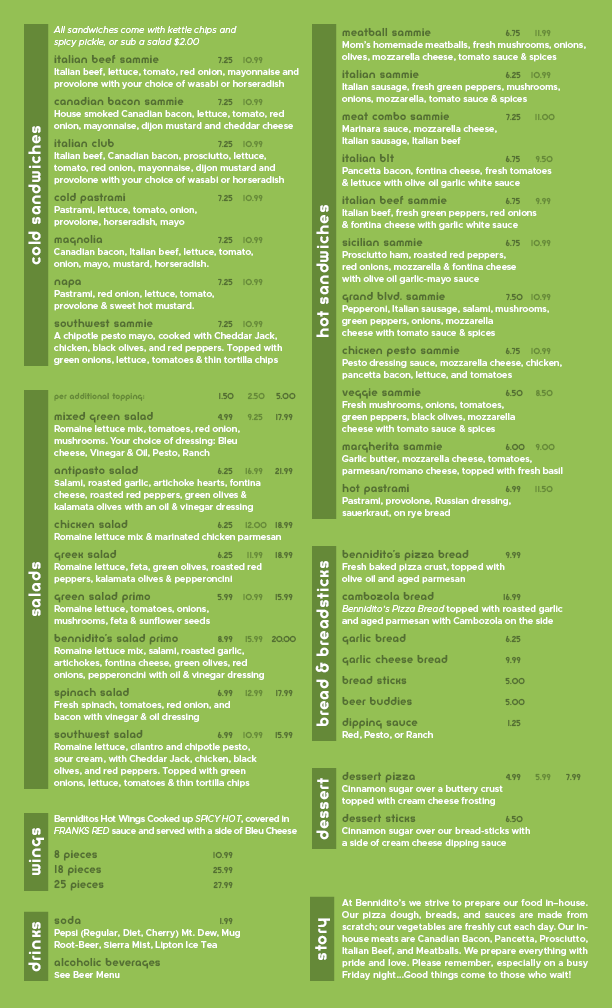 cold sandwiches
All sandwiches come with kettle chips and
spicy pickle, or sub a salad $2.00
italian beef sammie 7.25 10.99
Italian beef, lettuce, tomato, red onion, mayonnaise and
provolone with your choice of wasabi or horseradish
canadian bacon sammie 7.25 10.99
House smoked Canadian bacon, lettuce, tomato, red
onion, mayonnaise, dijon mustard and cheddar cheese
italian club 7.25 10.99
Italian beef, Canadian bacon, prosciutto, lettuce,
tomato, red onion, mayonnaise, dijon mustard and
provolone with your choice of wasabi or horseradish
cold pastrami 7.25 10.99
Pastrami, lettuce, tomato, onion,
provolone, horseradish, mayo
magnolia 7.25 10.99
Canadian bacon, Italian beef, lettuce, tomato,
onion, mayo, mustard, horseradish.
napa 7.25 10.99
Pastrami, red onion, lettuce, tomato,
provolone & sweet hot mustard.
southwest sammie 7.25 10.99
A chipotle pesto mayo, cooked with Cheddar Jack,
chicken, black olives, and red peppers. Topped with
green onions, lettuce, tomatoes & thin tortilla chips
salads
per additional topping: 1.50 2.50 5.00
mixed green salad 4.99 9.25 17.99
Romaine lettuce mix, tomatoes, red onion,
mushrooms. Your choice of dressing: Bleu
cheese, Vinegar & Oil, Pesto, Ranch
antipasto salad 6.25 16.99 21.99
Salami, roasted garlic, artichoke hearts, fontina
cheese, roasted red peppers, green olives &
kalamata olives with an oil & vinegar dressing
chicken salad 6.25 12.00 18.99
Romaine lettuce mix & marinated chicken parmesan
greek salad 6.25 11.99 18.99
Romaine lettuce, feta, green olives, roasted red
peppers, kalamata olives & pepperoncini
green salad primo 5.99 10.99 15.99
Romaine lettuce, tomatoes, onions,
mushrooms, feta & sunflower seeds
bennidito's salad primo 8.99 15.99 20.00
Romaine lettuce mix, salami, roasted garlic,
artichokes, fontina cheese, green olives, red
onions, pepperoncini with oil & vinegar dressing
spinach salad 6.99 12.99 17.99
Fresh spinach, tomatoes, red onion, and
bacon with vinegar & oil dressing
southwest salad 6.99 10.99 15.99
Romaine lettuce, cilantro and chipotle pesto,
sour cream, with Cheddar Jack, chicken, black
olives, and red peppers. Topped with green
onions, lettuce, tomatoes & thin tortilla chips
wings
Benniditos Hot Wings Cooked up SPICY HOT, covered in
FRANKS RED sauce and served with a side of Bleu Cheese
8 pieces 10.99
18 pieces 25.99
25 pieces 27.99
drinks
soda 1.99
Pepsi (Regular, Diet, Cherry) Mt. Dew, Mug
Root-Beer, Sierra Mist, Lipton Ice Tea
alcoholic beverages
See Beer Menu
hot sandwiches
meatball sammie 6.75 11.99
Mom's homemade meatballs, fresh mushrooms, onions,
olives, mozzarella cheese, tomato sauce & spices
italian sammie 6.25 10.99
Italian sausage, fresh green peppers, mushrooms,
onions, mozzarella, tomato sauce & spices
meat combo sammie 7.25 11.00
Marinara sauce, mozzarella cheese,
Italian sausage, Italian beef
italian blt 6.75 9.50
Pancetta bacon, fontina cheese, fresh tomatoes
& lettuce with olive oil garlic white sauce
italian beef sammie 6.75 9.99
Italian beef, fresh green peppers, red onions
& fontina cheese with garlic white sauce
sicilian sammie 6.75 10.99
Prosciutto ham, roasted red peppers,
red onions, mozzarella & fontina cheese
with olive oil garlic-mayo sauce
grand blvd. sammie 7.50 10.99
Pepperoni, Italian sausage, salami, mushrooms,
green peppers, onions, mozzarella
cheese with tomato sauce & spices
chicken pesto sammie 6.75 10.99
Pesto dressing sauce, mozzarella cheese, chicken,
pancetta bacon, lettuce, and tomatoes
veggie sammie 6.50 8.50
Fresh mushrooms, onions, tomatoes,
green peppers, black olives, mozzarella
cheese with tomato sauce & spices
margherita sammie 6.00 9.00
Garlic butter, mozzarella cheese, tomatoes,
parmesan/romano cheese, topped with fresh basil
hot pastrami 6.99 11.50
Pastrami, provolone, Russian dressing,
sauerkraut, on rye bread
bread & breadsticks
bennidito's pizza bread 9.99
Fresh baked pizza crust, topped with
olive oil and aged parmesan
cambozola bread 16.99
Bennidito's Pizza Bread topped with roasted garlic
and aged parmesan with Cambozola on the side
garlic bread 6.25
garlic cheese bread 9.99
bread sticks 5.00
beer buddies 5.00
dipping sauce 1.25
Red, Pesto, or Ranch
dessert
dessert pizza 4.99 5.99 7.99
Cinnamon sugar over a buttery crust
topped with cream cheese frosting
dessert sticks 6.50
Cinnamon sugar over our bread-sticks with
a side of cream cheese dipping sauce
story
At Bennidito's we strive to prepare our food in–house.
Our pizza dough, breads, and sauces are made from
scratch; our vegetables are freshly cut each day. Our in-
house meats are Canadian Bacon, Pancetta, Prosciutto,
Italian Beef, and Meatballs. We prepare everything with
pride and love. Please remember, especially on a busy
Friday night...Good things come to those who wait!